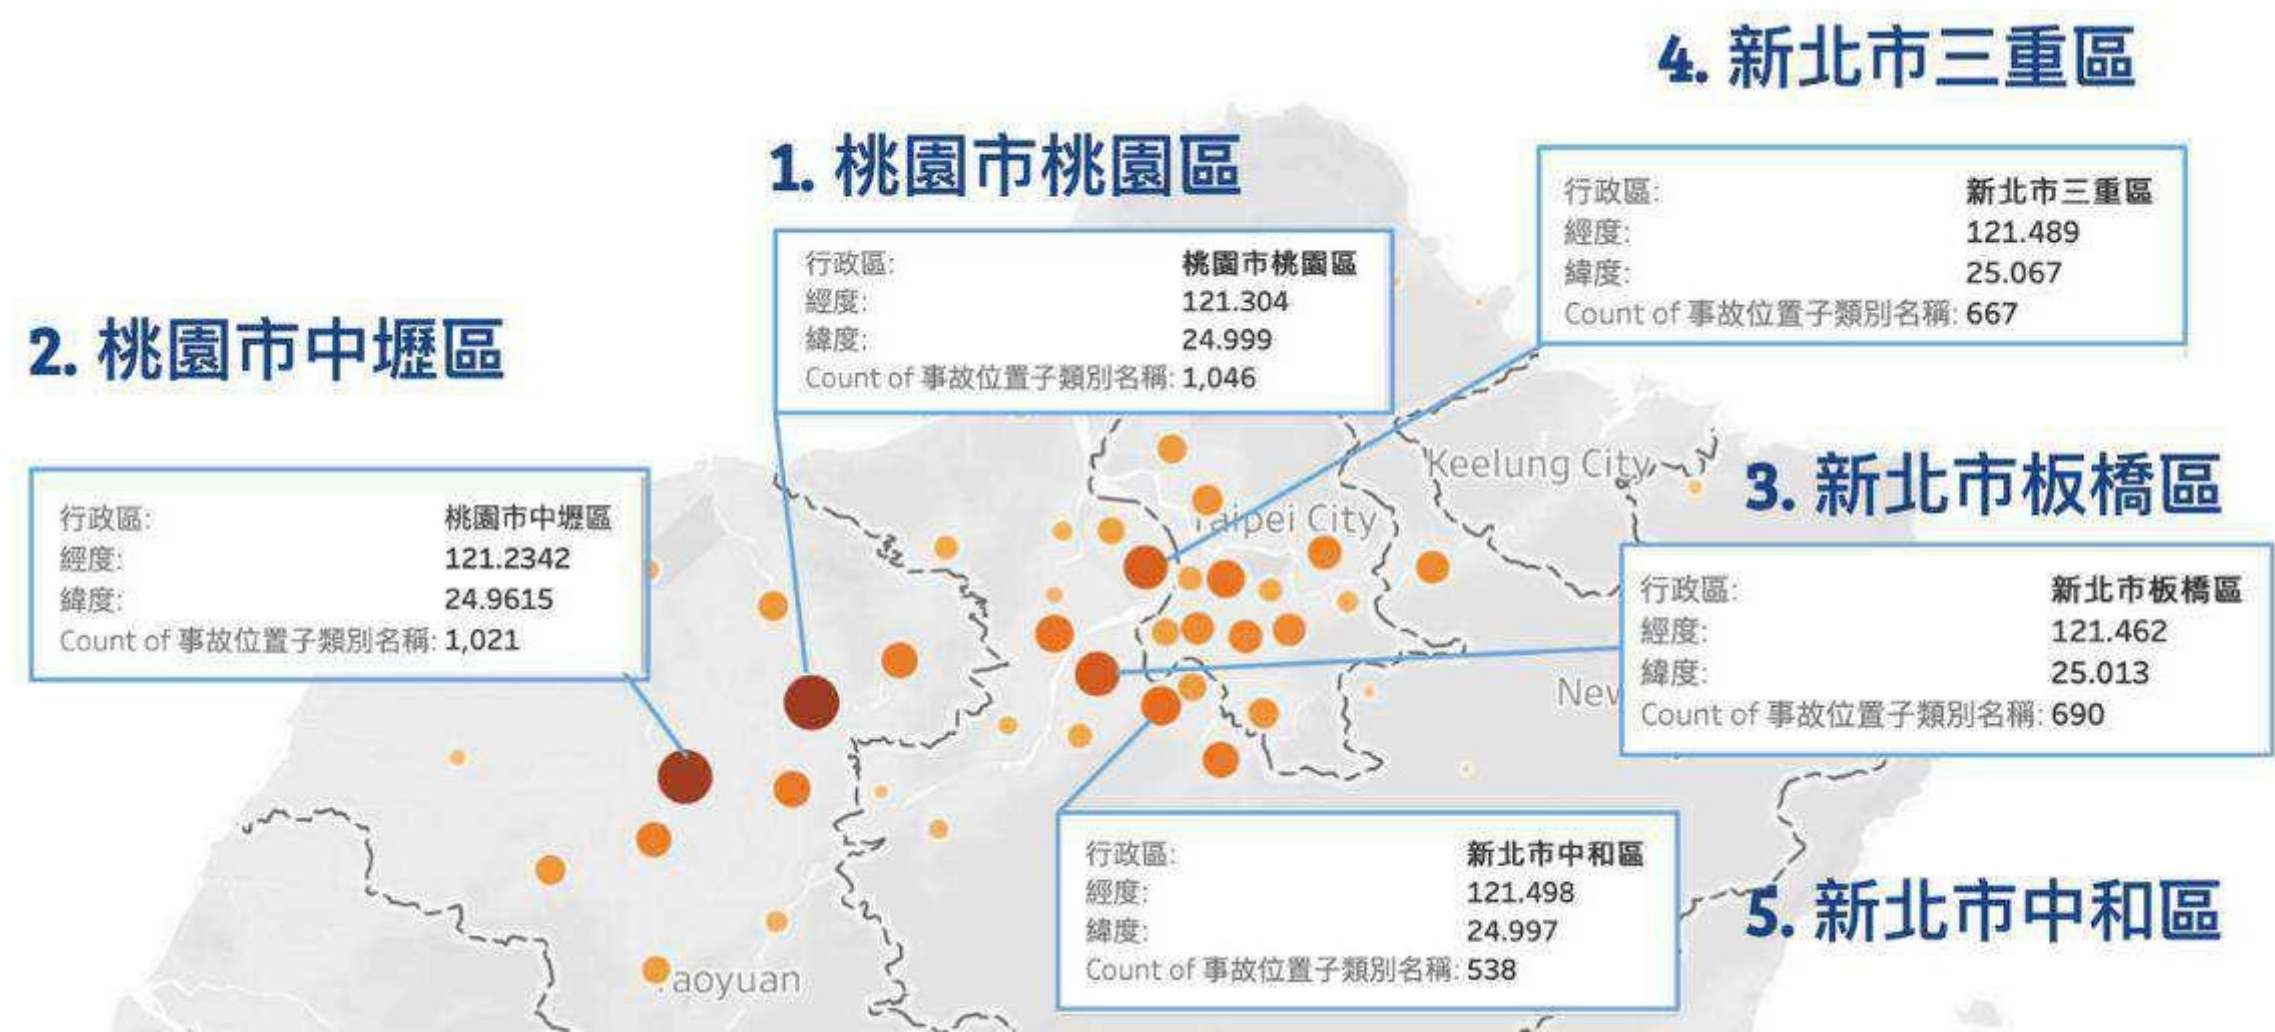 4. 新北市三重區
行政區: 新北市三重區
經度: 121.489
緯度: 25.067
Count of 事故位置子類別名稱: 667
1. 桃園市桃園區
行政區: 桃園市桃園區
經度: 121.304
緯度: 24.999
Count of 事故位置子類別名稱: 1,046
2. 桃園市中壢區
行政區: 桃園市中壢區
經度: 121.2342
緯度: 24.9615
Count of 事故位置子類別名稱: 1,021
Keelung City
Taipei City
3. 新北市板橋區
行政區: 新北市板橋區
經度: 121.462
緯度: 25.013
Count of 事故位置子類別名稱: 690
New
5. 新北市中和區
行政區: 新北市中和區
經度: 121.498
緯度: 24.997
Count of 事故位置子類別名稱: 538
Taoyuan